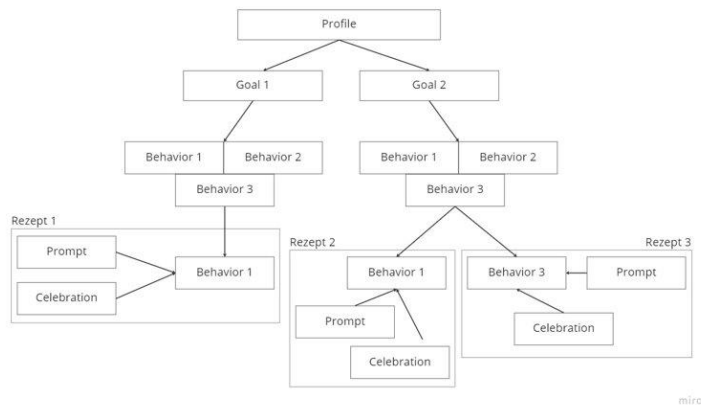 Profile
Goal 1
Goal 2
Behavior 1
Behavior 2
Behavior 3
Behavior 1
Behavior 2
Behavior 3
Rezept 1
Prompt
Celebration
Behavior 1
Rezept 2
Behavior 1
Prompt
Celebration
Rezept 3
Behavior 3
Prompt
Celebration
miro